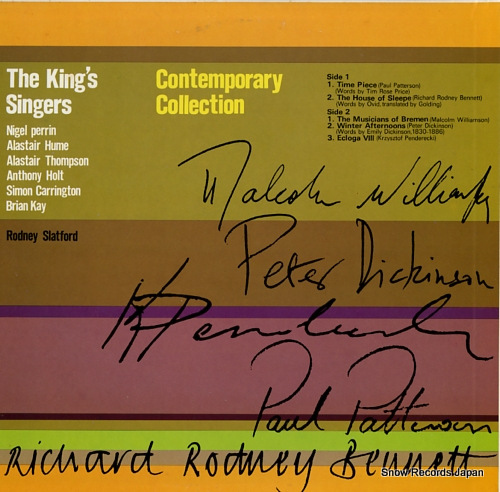 The King's
Singers
Nigel perrin
Alastair Hume
Alastair Thompson
Anthony Holt
Simon Carrington
Brian Kay
Rodney Slatford
Contemporary
Collection
Side 1
1. Time Piece (Paul Patterson)
(Words by Tim Rose Price)
2. The House of Sleepe (Richard Rodney Bennett)
(Words by Ovid, translated by Golding)
Side 2
1. The Musicians of Bremen (Malcolm Williamson)
2. Winter Afternoons (Peter Dickinson)
(Words by Emily Dickinson, 1830-1886)
3. Ecloga VIII (Krzysztof Penderecki)
Malcolm Williamson
Peter Dickinson
K Penderecki
Paul Patterson
Richard Rodney Bennett
Snow Records Japan